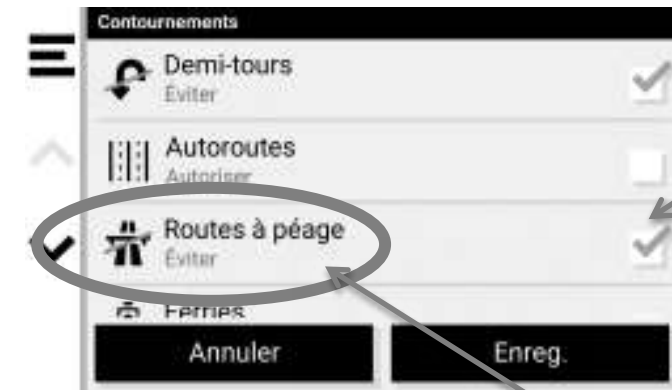 Contournements
Demi-tours
Éviter
Autoroutes
Autoriser
Routes à péage
Éviter
Ferries
Annuler
Enreg.